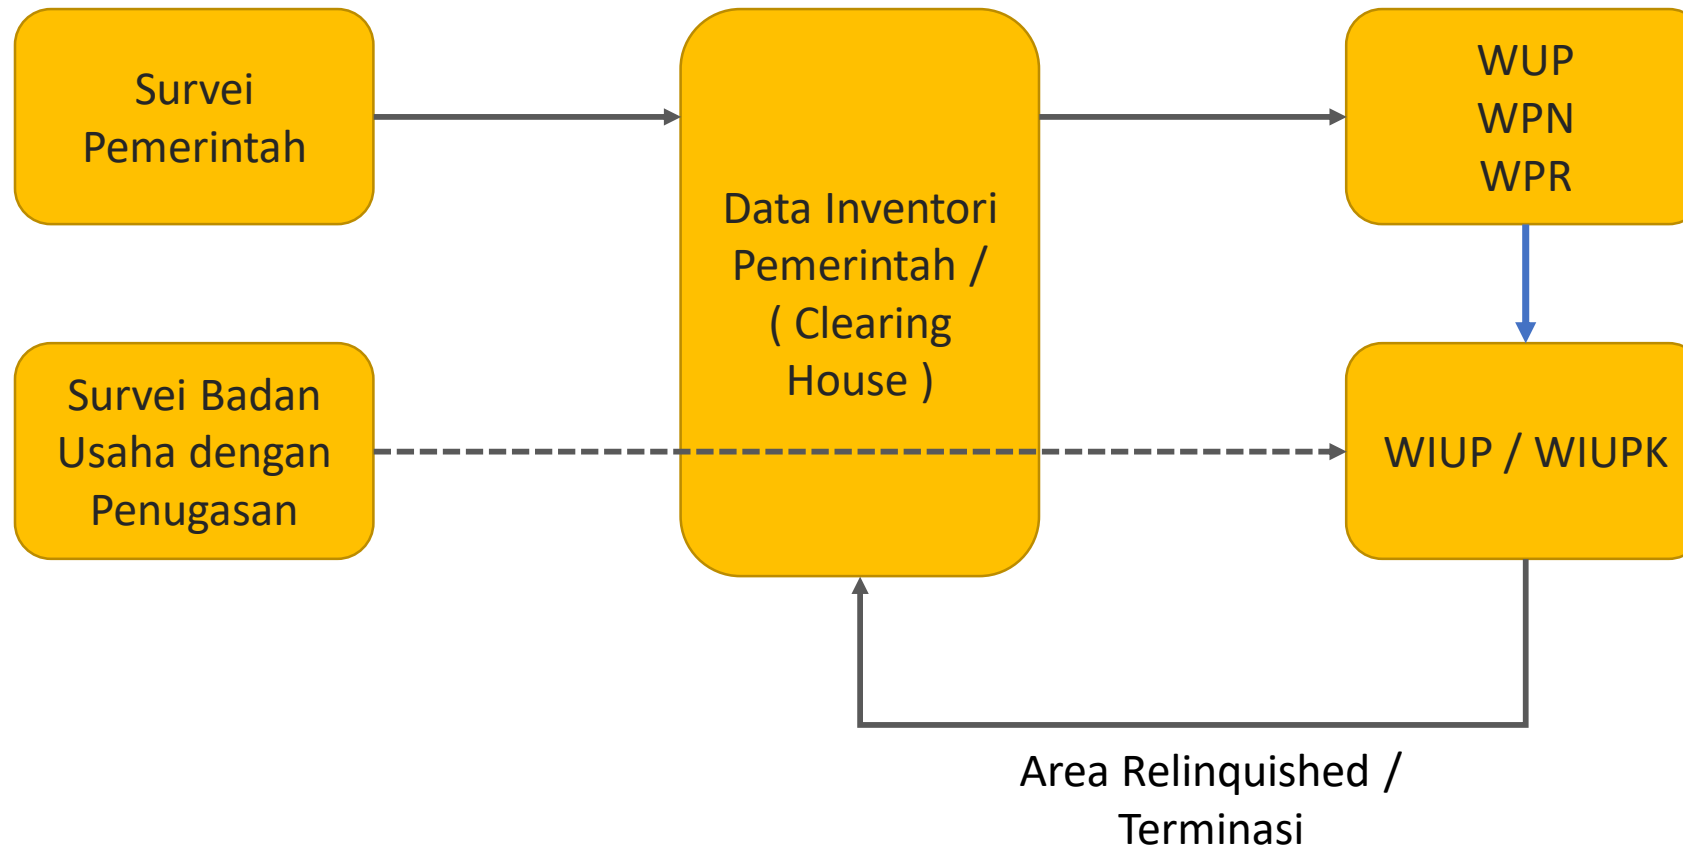 Survei
Pemerintah
Data Inventori
Pemerintah /
( Clearing
House )
WUP
WPN
WPR
Survei Badan
Usaha dengan
Penugasan
WIUP / WIUPK
Area Relinquished /
Terminasi